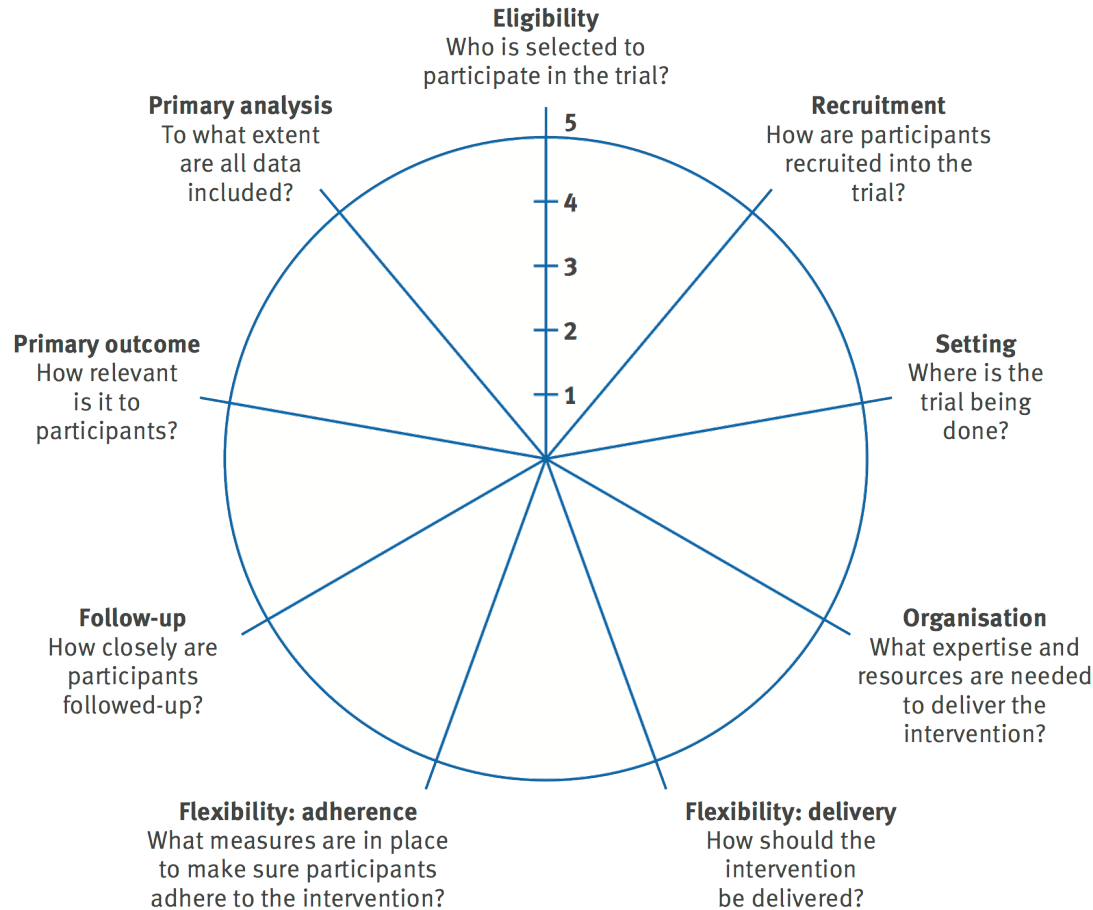 Eligibility
Who is selected to
participate in the trial?
Recruitment
How are participants
recruited into the
trial?
Setting
Where is the
trial being
done?
Organisation
What expertise and
resources are needed
to deliver the
intervention?
Flexibility: delivery
How should the
intervention
be delivered?
Flexibility: adherence
What measures are in place
to make sure participants
adhere to the intervention?
Follow-up
How closely are
participants
followed-up?
Primary outcome
How relevant
is it to
participants?
Primary analysis
To what extent
are all data
included?
5
4
3
2
1